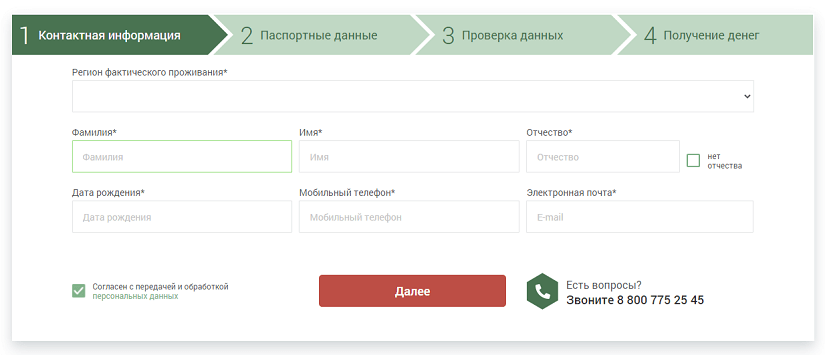 1 Контактная информация 2 Паспортные данные 3 Проверка данных 4 Получение денег
Регион фактического проживания*
Фамилия* Имя* Отчество*
Фамилия Имя Отчество
нет
отчества
Дата рождения* Мобильный телефон* Электронная почта*
Дата рождения Мобильный телефон E-mail
Согласен с передачей и обработкой
персональных данных
Далее
Есть вопросы?
Звоните 8 800 775 25 45